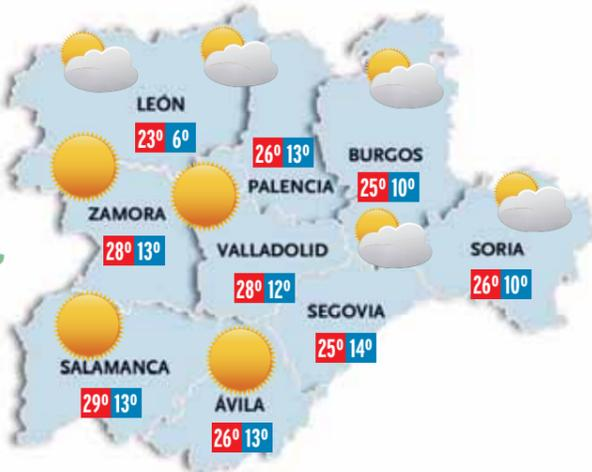 LEÓN
23º 6º
26º 13º
PALENCIA
BURGOS
25º 10º
ZAMORA
28º 13º
VALLADOLID
28º 12º
SORIA
26º 10º
SEGOVIA
25º 14º
SALAMANCA
29º 13º
ÁVILA
26º 13º